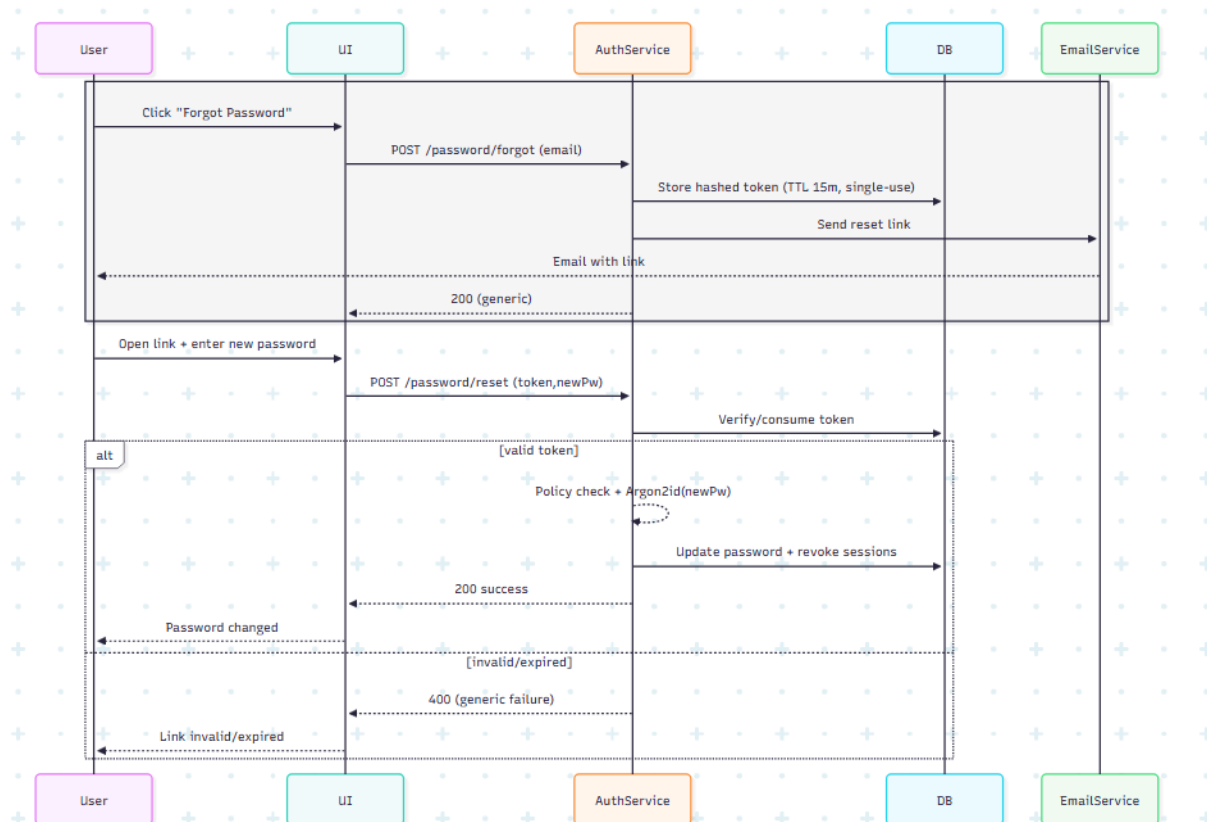 User
UI
AuthService
DB
EmailService
Click "Forgot Password"
POST /password/forgot (email)
Store hashed token (TTL 15m, single-use)
Send reset link
Email with link
200 (generic)
Open link + enter new password
POST /password/reset (token,newPw)
Verify/consume token
alt
[valid token]
Policy check + Argon2id(newPw)
Update password + revoke sessions
200 success
Password changed
[invalid/expired]
400 (generic failure)
Link invalid/expired
User
UI
AuthService
DB
EmailService